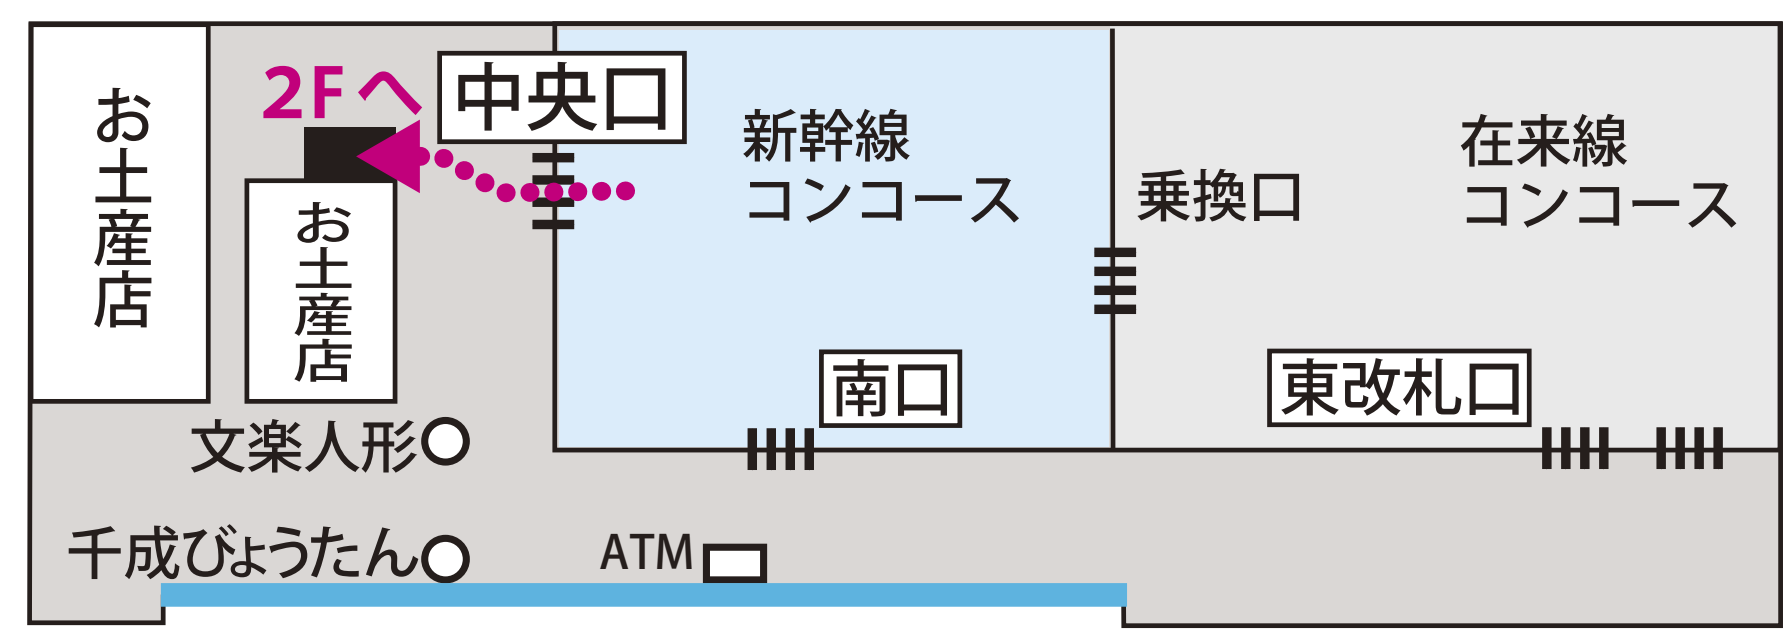 お土産店
2Fへ
お土産店
中央口
新幹線
コンコース
乗換口
在来線
コンコース
南口
東改札口
文楽人形
千成びょうたん
ATM